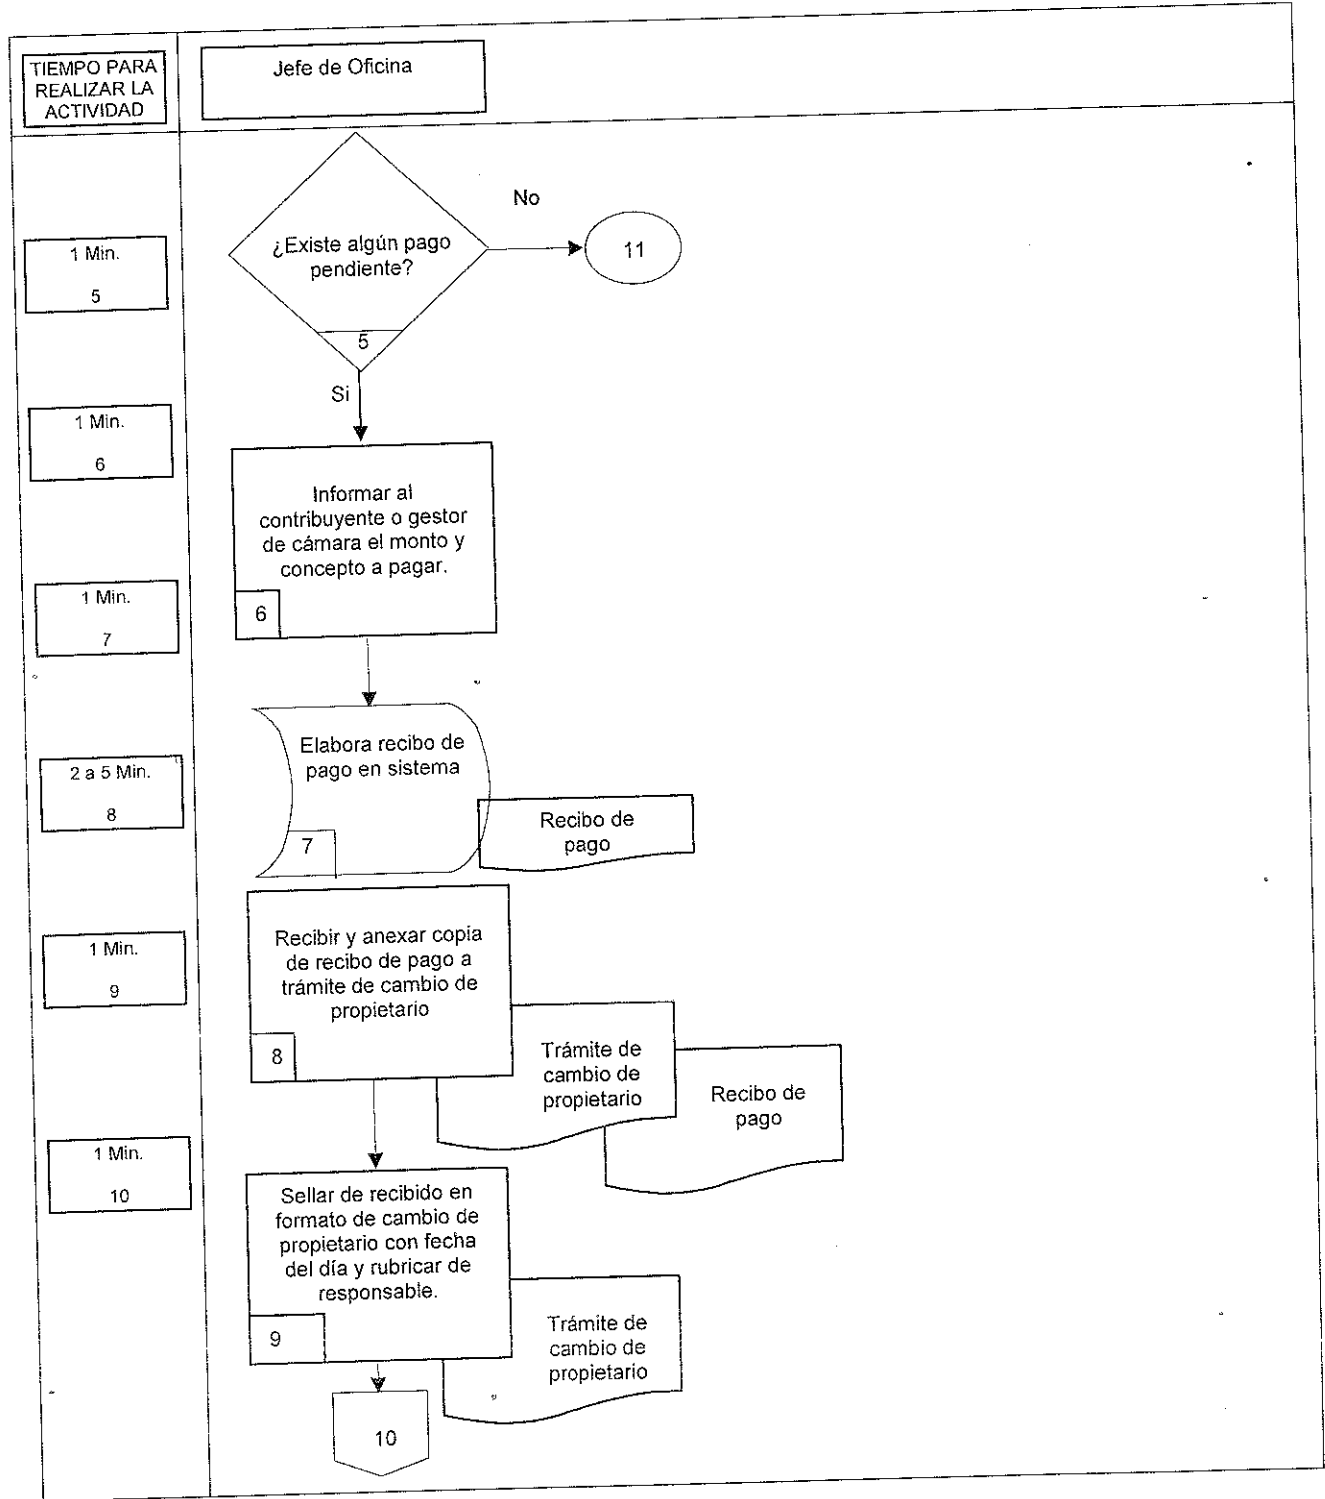 TIEMPO PARA
REALIZAR LA
ACTIVIDAD
Jefe de Oficina
No
¿Existe algún pago
pendiente?
11
5
Si
1 Min.
5
1 Min.
6
Informar al
contribuyente o gestor
de cámara el monto y
concepto a pagar.
6
1 Min.
7
Elabora recibo de
pago en sistema
7
Recibo de
pago
2 a 5 Min.
8
Recibir y anexar copia
de recibo de pago a
trámite de cambio de
propietario
8
Trámite de
cambio de
propietario
Recibo de
pago
1 Min.
9
1 Min.
10
Sellar de recibido en
formato de cambio de
propietario con fecha
del día y rubricar de
responsable.
9
Trámite de
cambio de
propietario
10